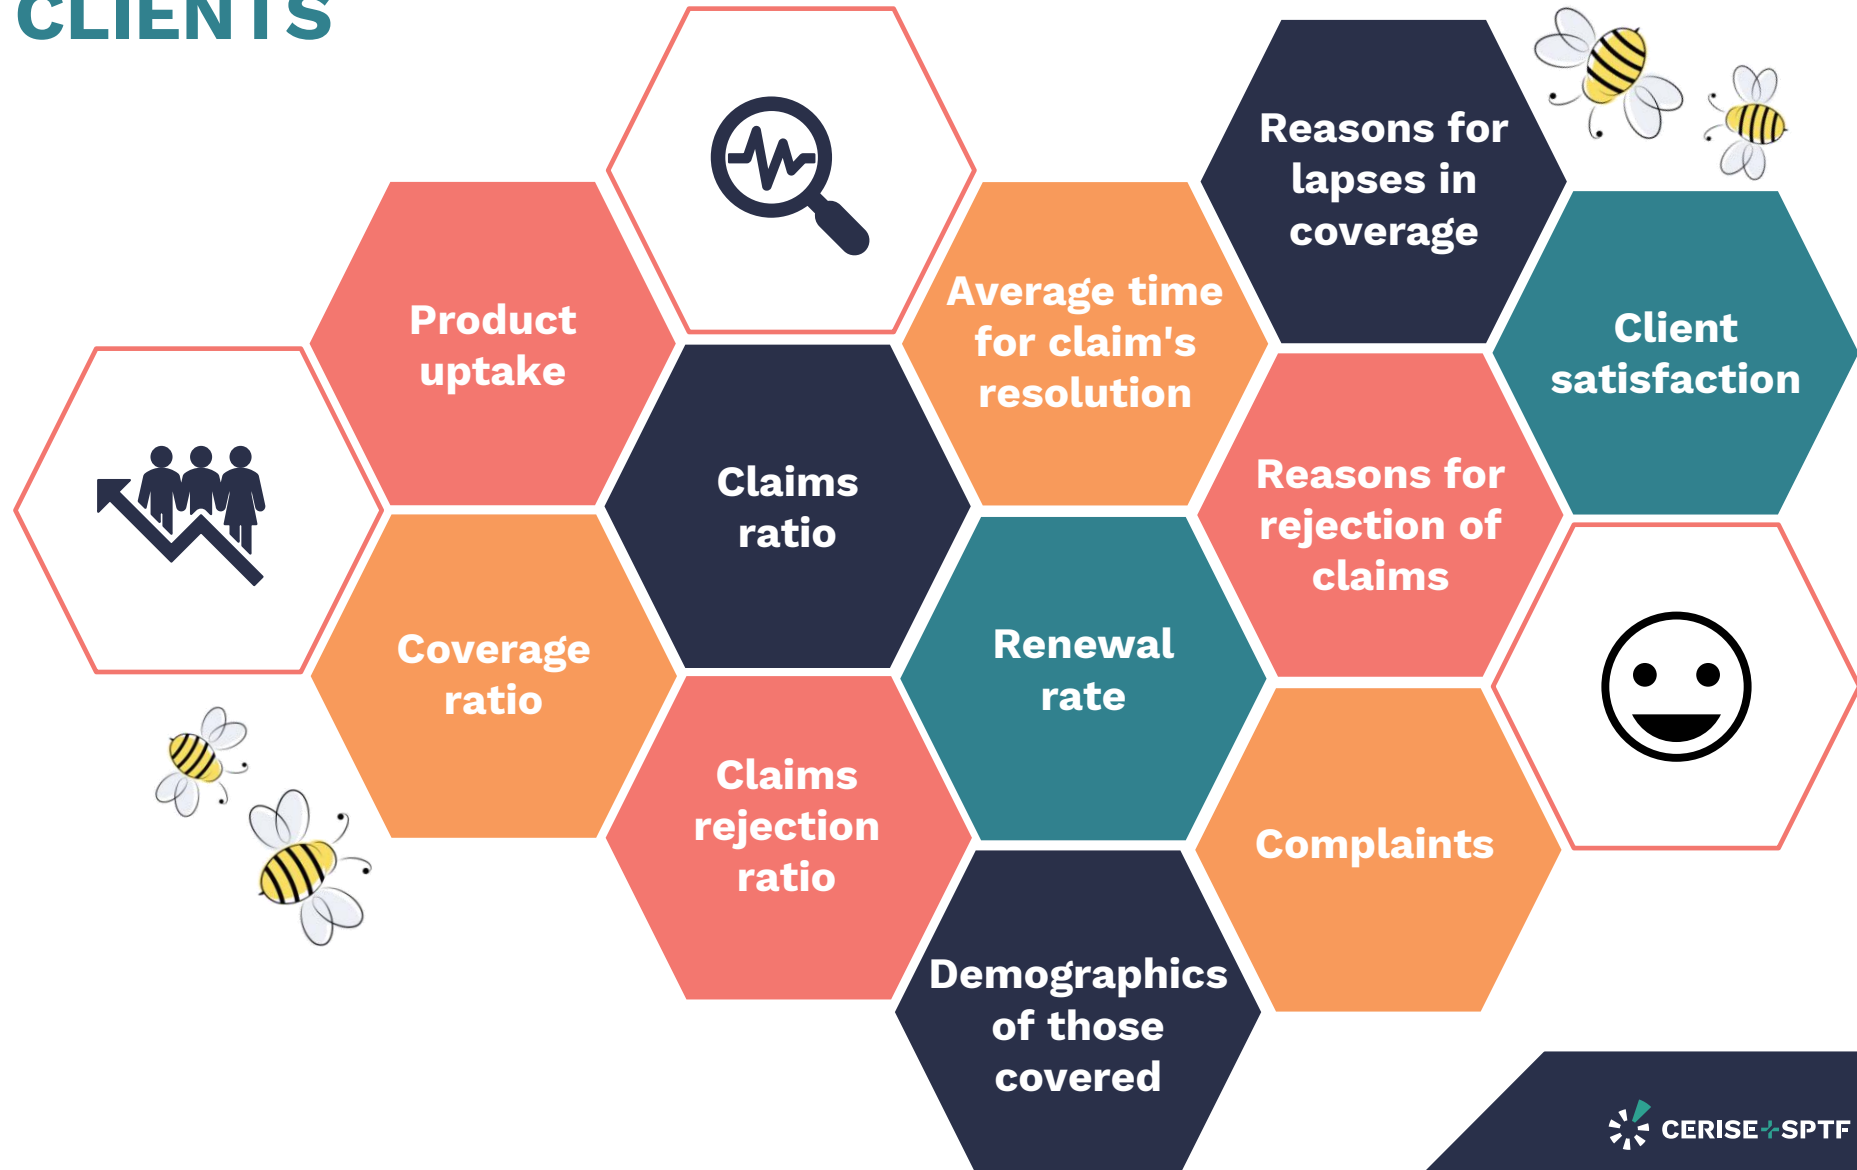 CLIENTS
Product
uptake
Coverage
ratio
Claims
ratio
Claims
rejection
ratio
Average time
for claim's
resolution
Renewal
rate
Demographics
of those
covered
Reasons for
lapses in
coverage
Reasons for
rejection of
claims
Complaints
Client
satisfaction
CERISE+SPTF